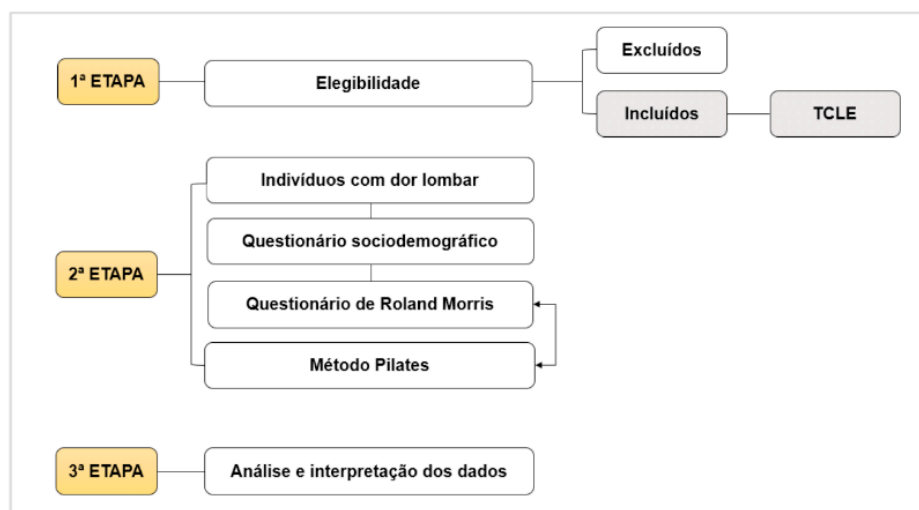 1ª ETAPA
Elegibilidade
Excluídos
Incluídos
TCLE
2ª ETAPA
Indivíduos com dor lombar
Questionário sociodemográfico
Questionário de Roland Morris
Método Pilates
3ª ETAPA
Análise e interpretação dos dados